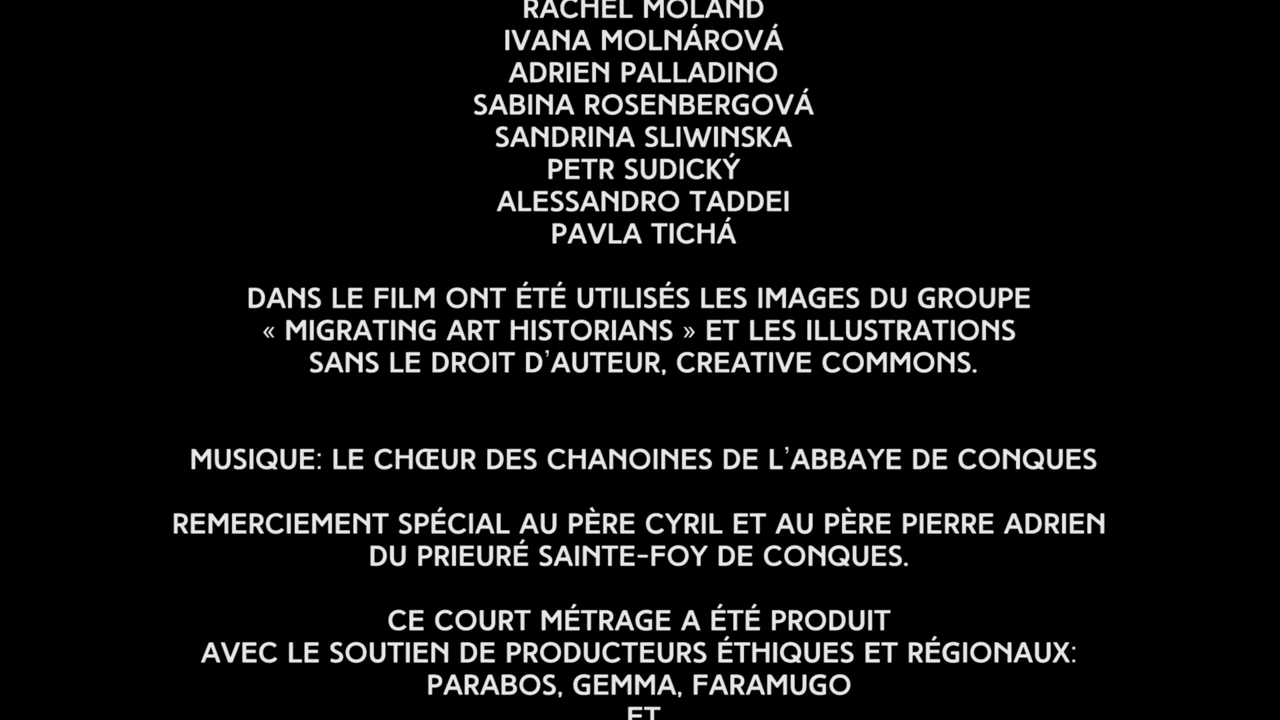 RACHEL MOLAND
IVANA MOLNÁROVÁ
ADRIEN PALLADINO
SABINA ROSENBERGOVÁ
SANDRINA SLIWINSKA
PETR SUDICKÝ
ALESSANDRO TADDEI
PAVLA TICHÁ
DANS LE FILM ONT ÉTÉ UTILISÉS LES IMAGES DU GROUPE
« MIGRATING ART HISTORIANS » ET LES ILLUSTRATIONS
SANS LE DROIT D’AUTEUR, CREATIVE COMMONS.
MUSIQUE: LE CHŒUR DES CHANOINES DE L’ABBAYE DE CONQUES
REMERCIEMENT SPÉCIAL AU PÈRE CYRIL ET AU PÈRE PIERRE ADRIEN
DU PRIEURÉ SAINTE-FOY DE CONQUES.
CE COURT MÉTRAGE A ÉTÉ PRODUIT
AVEC LE SOUTIEN DE PRODUCTEURS ÉTHIQUES ET RÉGIONAUX:
PARABOS, GEMMA, FARAMUGO
ET